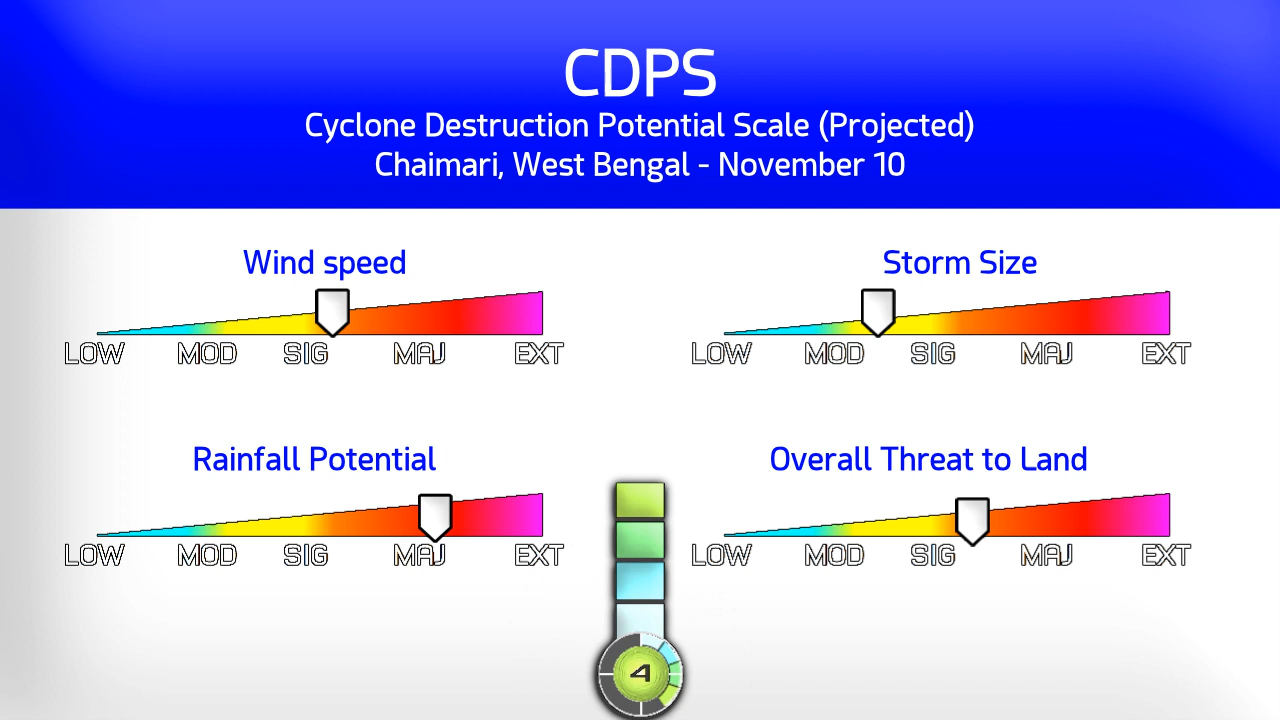 CDPS
Cyclone Destruction Potential Scale (Projected)
Chaimari, West Bengal - November 10
Wind speed
LOW MOD SIG MAJ EXT
Storm Size
LOW MOD SIG MAJ EXT
Rainfall Potential
LOW MOD SIG MAJ EXT
Overall Threat to Land
LOW MOD SIG MAJ EXT
4